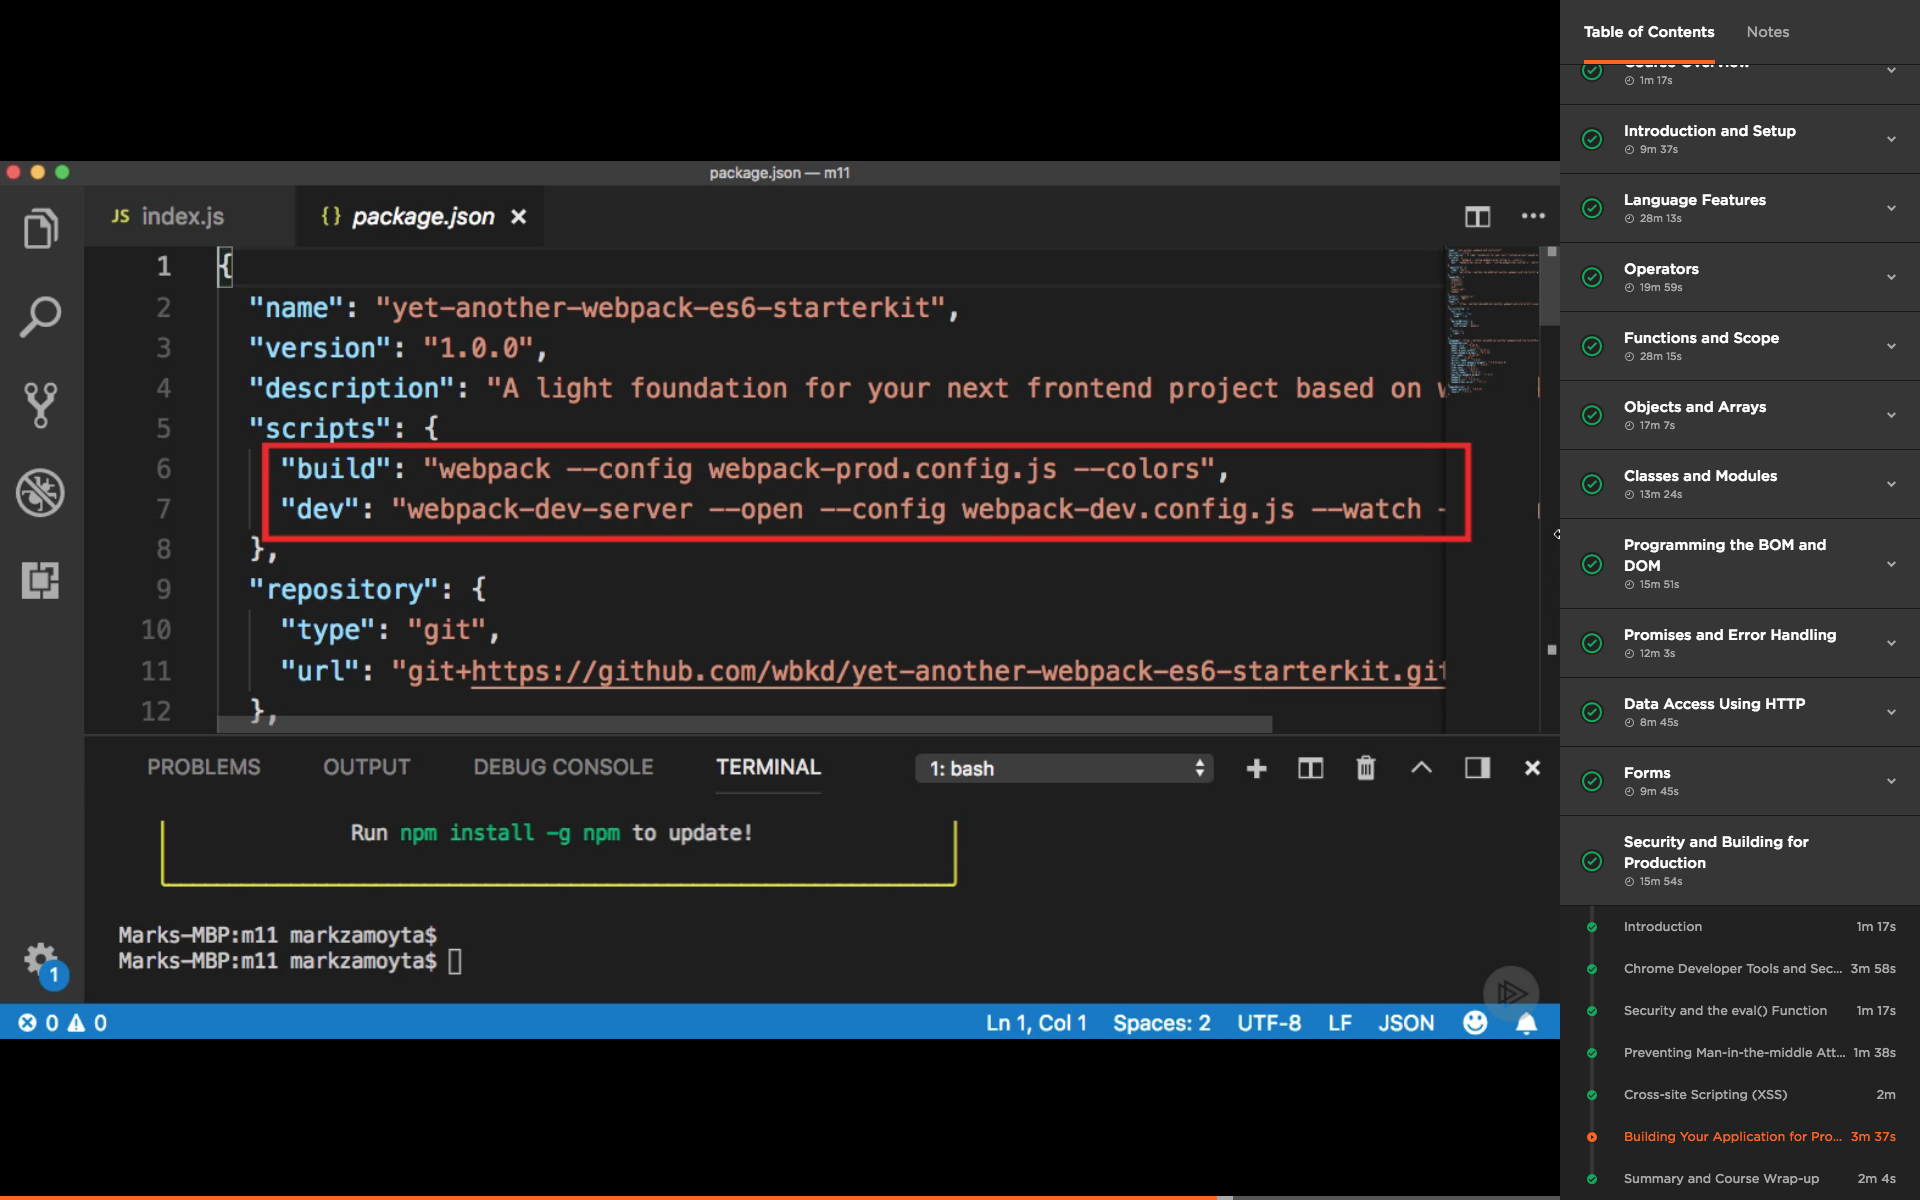 package.json — m11
JS index.js
{} package.json ×
1 {
2 "name": "yet-another-webpack-es6-starterkit",
3 "version": "1.0.0",
4 "description": "A light foundation for your next frontend project based on
5 "scripts": {
6 "build": "webpack --config webpack-prod.config.js --colors",
7 "dev": "webpack-dev-server --open --config webpack-dev.config.js --watch -
8 },
9 "repository": {
10 "type": "git",
11 "url": "git+https://github.com/wbkd/yet-another-webpack-es6-starterkit.git
12 },
PROBLEMS OUTPUT DEBUG CONSOLE TERMINAL 1: bash
Run npm install -g npm to update!
Marks-MBP:m11 markzamoyta$
Marks-MBP:m11 markzamoyta$
1
0 0 Ln 1, Col 1 Spaces: 2 UTF-8 LF JSON
Table of Contents Notes
Course Overview
1m 17s
Introduction and Setup
9m 37s
Language Features
28m 13s
Operators
19m 59s
Functions and Scope
28m 15s
Objects and Arrays
17m 7s
Classes and Modules
13m 24s
Programming the BOM and
DOM
15m 51s
Promises and Error Handling
12m 3s
Data Access Using HTTP
8m 45s
Forms
9m 45s
Security and Building for
Production
15m 54s
Introduction 1m 17s
Chrome Developer Tools and Sec... 3m 58s
Security and the eval() Function 1m 17s
Preventing Man-in-the-middle Att... 1m 38s
Cross-site Scripting (XSS) 2m
Building Your Application for Pro... 3m 37s
Summary and Course Wrap-up 2m 4s